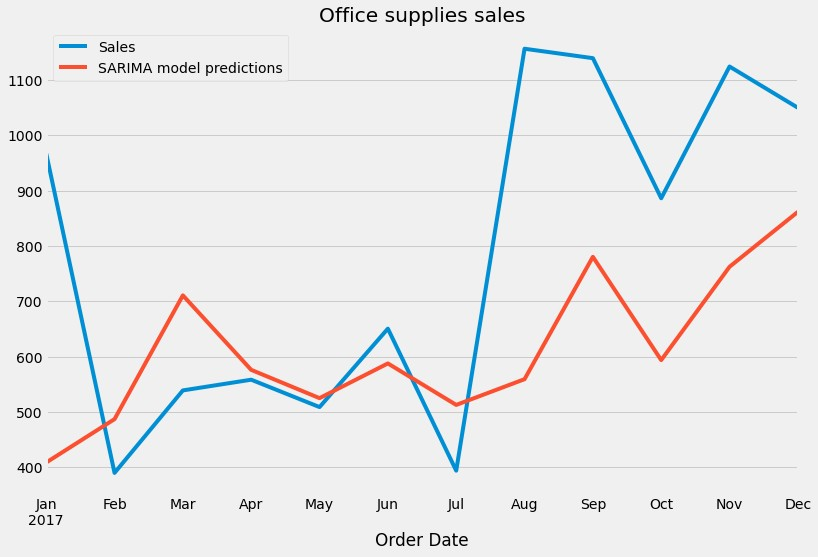 Office supplies sales
Sales
SARIMA model predictions
1100
1000
900
800
700
600
500
400
Jan Feb Mar Apr May Jun Jul Aug Sep Oct Nov Dec
2017
Order Date